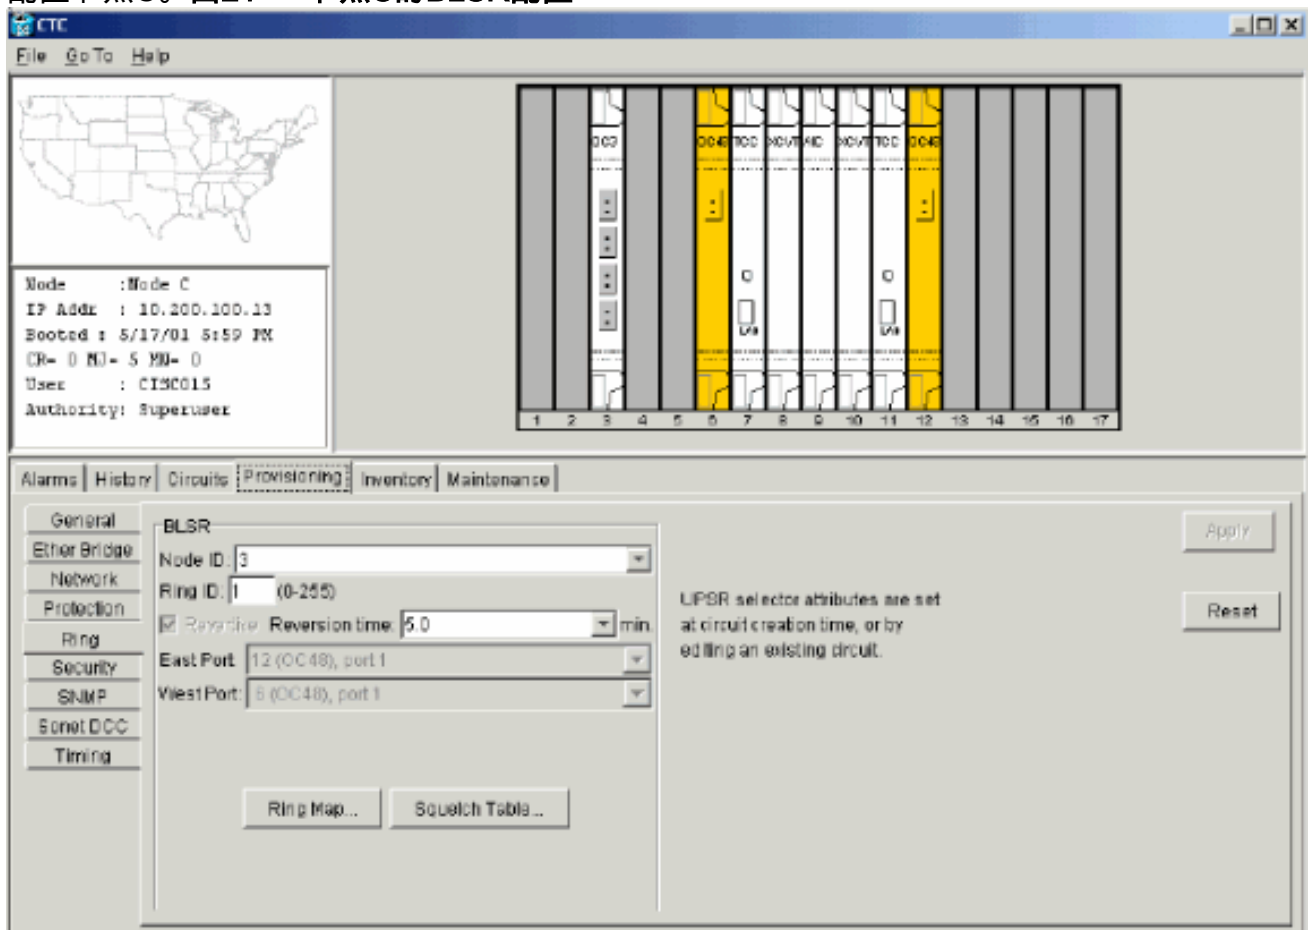 CTC
File Go To Help
OC3 OC48 TCC XCVT AIC XCVT TCC OC48
LAN LAN
1 2 3 4 5 6 7 8 9 10 11 12 13 14 15 16 17
Node :Node C
IP Addr : 10.200.100.13
Booted : 5/17/01 5:59 PM
CR- 0 MJ- 5 MN- 0
User : CISCO15
Authority: Superuser
Alarms History Circuits Provisioning Inventory Maintenance
General
Ether Bridge
Network
Protection
Ring
Security
SNMP
Sonet DCC
Timing
BLSR
Node ID: 3
Ring ID: 1 (0-255)
Revertive Reversion time: 5.0 min.
East Port: 12 (OC48), port 1
West Port: 6 (OC48), port 1
Ring Map... Squelch Table...
UPSR selector attributes are set
at circuit creation time, or by
editing an existing circuit.
Apply
Reset